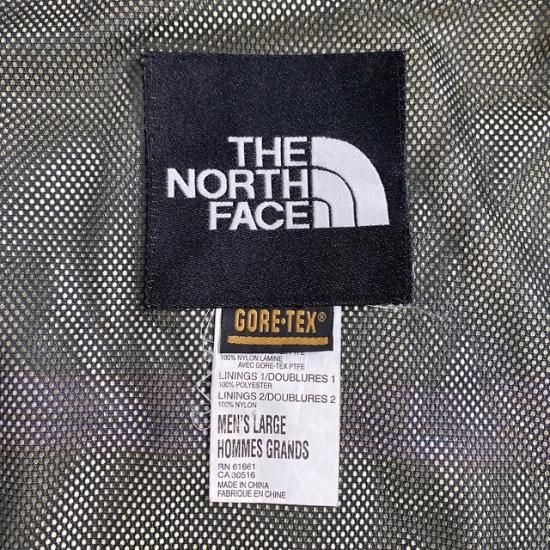 THE
NORTH
FACE
GORE-TEX®
100% NYLON LAMINE
AVEC GORE-TEX PTFE
LININGS 1/DOUBLURES 1
100% POLYESTER
LININGS 2/DOUBLURES 2
100% NYLON
MEN'S LARGE
HOMMES GRANDS
RN 61661
CA 30516
MADE IN CHINA
FABRIQUE EN CHINE